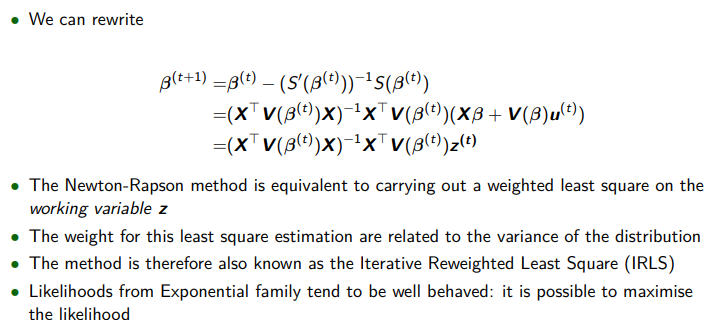 • We can rewrite
β^(t+1) =β^(t) − (S′(β^(t)))^−1 S(β^(t))
=(X^⊤ V(β^(t))X)^−1 X^⊤ V(β^(t))(Xβ + V(β)u^(t))
=(X^⊤ V(β^(t))X)^−1 X^⊤ V(β^(t))z^(t)
• The Newton-Rapson method is equivalent to carrying out a weighted least square on the
working variable z
• The weight for this least square estimation are related to the variance of the distribution
• The method is therefore also known as the Iterative Reweighted Least Square (IRLS)
• Likelihoods from Exponential family tend to be well behaved: it is possible to maximise
the likelihood